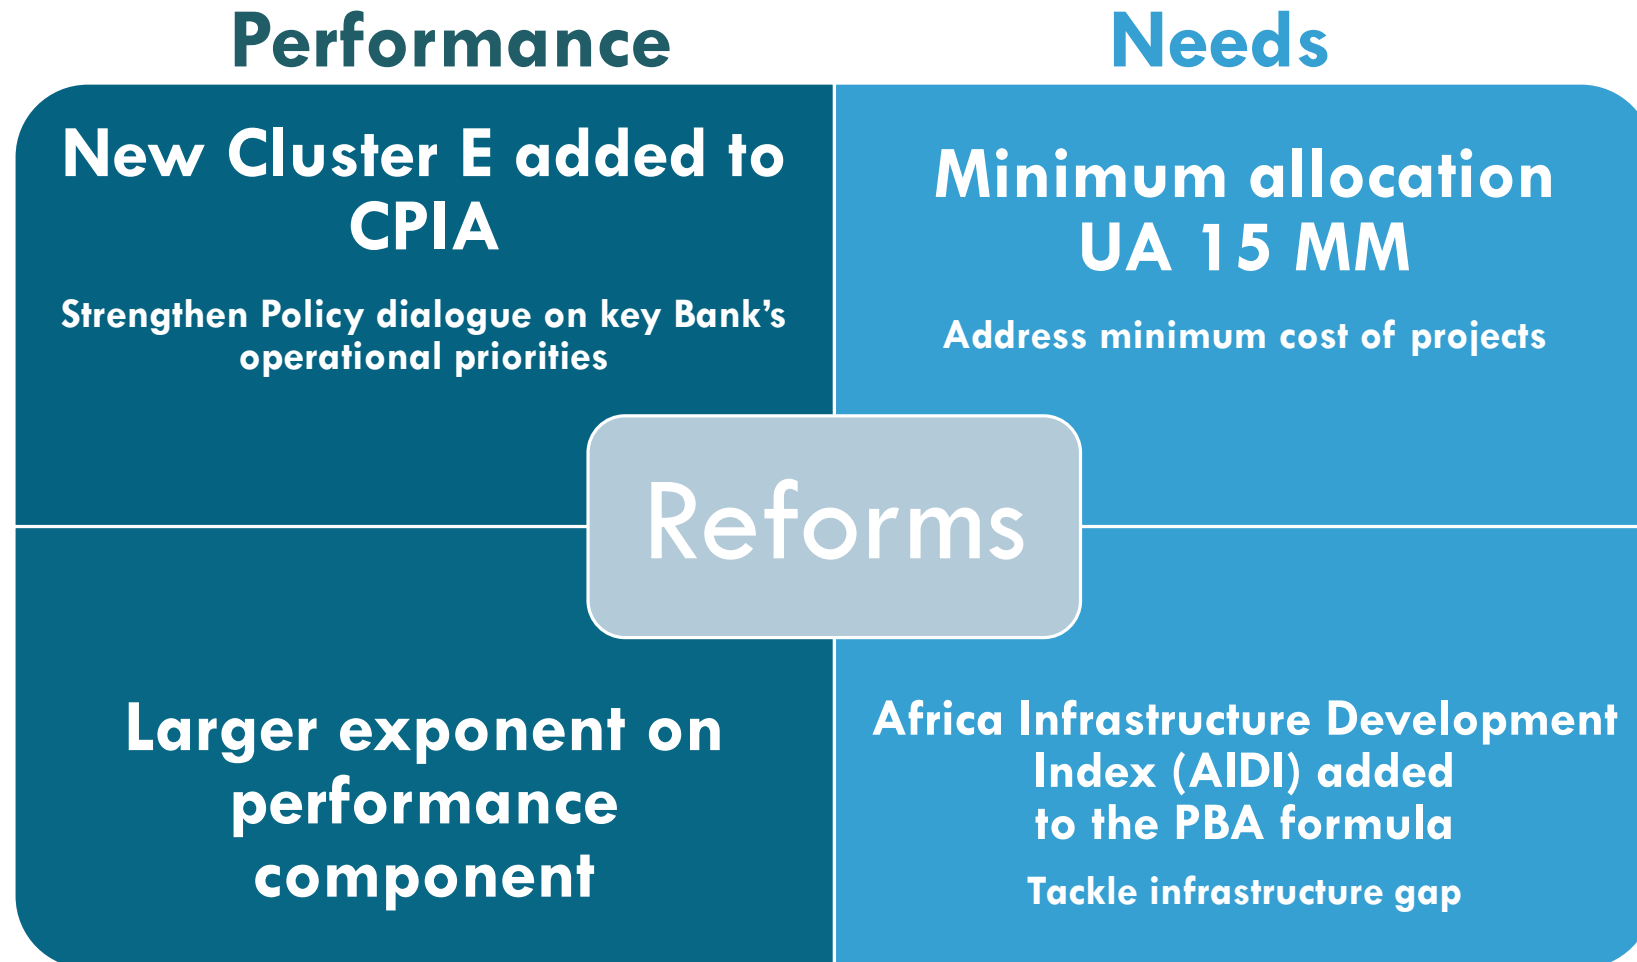 Performance
Needs
New Cluster E added to
CPIA
Strengthen Policy dialogue on key Bank’s
operational priorities
Minimum allocation
UA 15 MM
Address minimum cost of projects
Reforms
Larger exponent on
performance
component
Africa Infrastructure Development
Index (AIDI) added
to the PBA formula
Tackle infrastructure gap